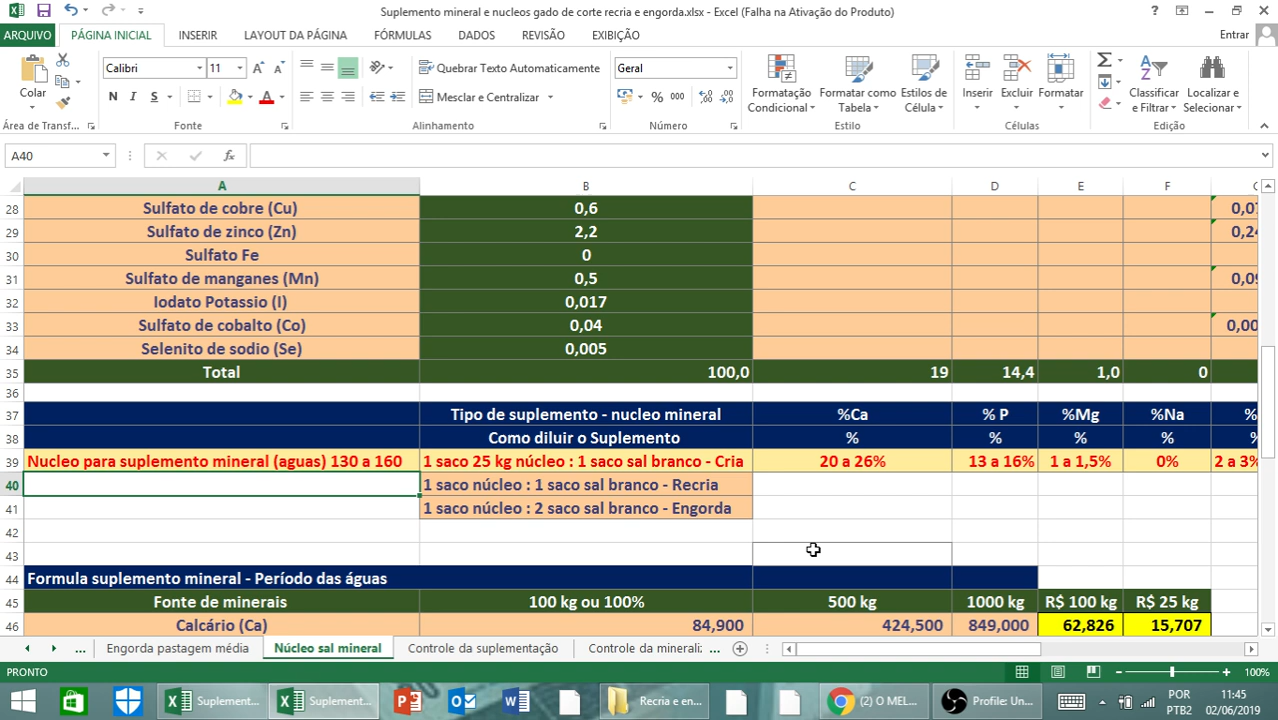 Suplemento mineral e nucleos gado de corte recria e engorda.xlsx - Excel (Falha na Ativação do Produto)
ARQUIVO PÁGINA INICIAL INSERIR LAYOUT DA PÁGINA FÓRMULAS DADOS REVISÃO EXIBIÇÃO Entrar
Calibri 11 Quebrar Texto Automaticamente Geral
Colar N I S Mesclar e Centralizar % 000 Formatação Condicional Formatar como Tabela Estilos de Célula Inserir Excluir Formatar Classificar e Filtrar Localizar e Selecionar
Área de Transf... Fonte Alinhamento Número Estilo Células Edição
A40 fx
A B C D E F
28 Sulfato de cobre (Cu) 0,6 0,07
29 Sulfato de zinco (Zn) 2,2 0,24
30 Sulfato Fe 0
31 Sulfato de manganes (Mn) 0,5 0,09
32 Iodato Potassio (I) 0,017
33 Sulfato de cobalto (Co) 0,04 0,00
34 Selenito de sodio (Se) 0,005
35 Total 100,0 19 14,4 1,0 0
36
37 Tipo de suplemento - nucleo mineral %Ca % P %Mg %Na %
38 Como diluir o Suplemento % % % % %
39 Nucleo para suplemento mineral (aguas) 130 a 160 1 saco 25 kg núcleo : 1 saco sal branco - Cria 20 a 26% 13 a 16% 1 a 1,5% 0% 2 a 3%
40 1 saco núcleo : 1 saco sal branco - Recria
41 1 saco núcleo : 2 saco sal branco - Engorda
42
43
44 Formula suplemento mineral - Período das águas
45 Fonte de minerais 100 kg ou 100% 500 kg 1000 kg R$ 100 kg R$ 25 kg
46 Calcário (Ca) 84,900 424,500 849,000 62,826 15,707
... Engorda pastagem média Núcleo sal mineral Controle da suplementação Controle da minerali: ...
PRONTO 100%
Suplement... Suplement... Recria e en... (2) O MEL... Profile: Un... POR PTB2 11:45 02/06/2019